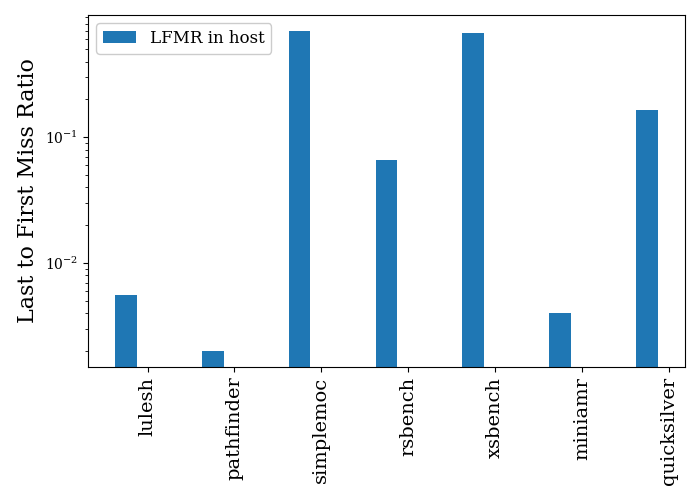 LFMR in host
Last to First Miss Ratio
10⁻¹
10⁻²
lulesh
pathfinder
simplemoc
rsbench
xsbench
miniamr
quicksilver